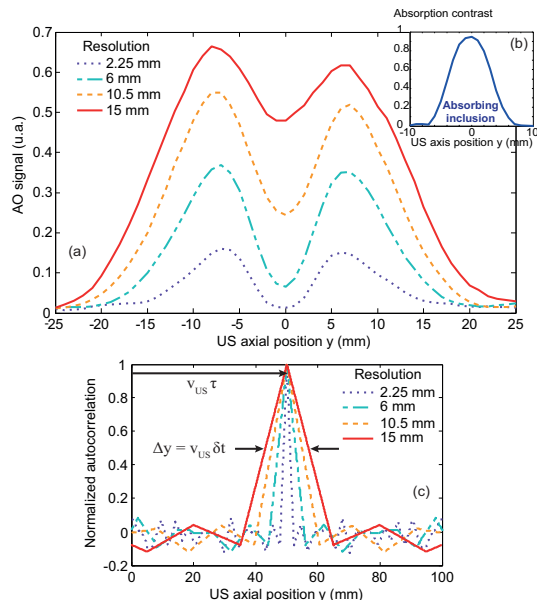 Resolution
2.25 mm
6 mm
10.5 mm
15 mm
AO signal (u.a.)
0.7
0.6
0.5
0.4
0.3
0.2
0.1
0
(a)
-25 -20 -15 -10 -5 0 5 10 15 20 25
US axial position y (mm)
Absorption contrast
1
0.8
0.6
0.4
0.2
0
(b)
Absorbing
inclusion
-10 0 10
US axis position y (mm)
Normalized autocorrelation
1
0.8
0.6
0.4
0.2
0
-0.2
v_US τ
Δy = v_US δt
Resolution
2.25 mm
6 mm
10.5 mm
15 mm
(c)
0 20 40 60 80 100
US axial position y (mm)